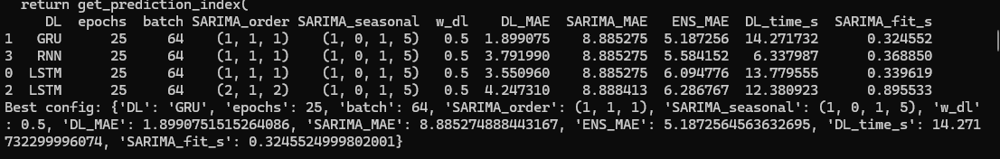 return get_prediction_index(
DL epochs batch SARIMA_order SARIMA_seasonal w_dl DL_MAE SARIMA_MAE ENS_MAE DL_time_s SARIMA_fit_s
1 GRU 25 64 (1, 1, 1) (1, 0, 1, 5) 0.5 1.899075 8.885275 5.187256 14.271732 0.324552
3 RNN 25 64 (1, 1, 1) (1, 0, 1, 5) 0.5 3.791990 8.885275 5.584152 6.337987 0.368850
0 LSTM 25 64 (1, 1, 1) (1, 0, 1, 5) 0.5 3.550960 8.885275 6.094776 13.779555 0.339619
2 LSTM 25 64 (2, 1, 2) (1, 0, 1, 5) 0.5 4.247310 8.888413 6.286767 12.380923 0.895533
Best config: {'DL': 'GRU', 'epochs': 25, 'batch': 64, 'SARIMA_order': (1, 1, 1), 'SARIMA_seasonal': (1, 0, 1, 5), 'w_dl'
: 0.5, 'DL_MAE': 1.8990751515264086, 'SARIMA_MAE': 8.8852748884443167, 'ENS_MAE': 5.1872564563632695, 'DL_time_s': 14.271
732299996074, 'SARIMA_fit_s': 0.3245524999802001}